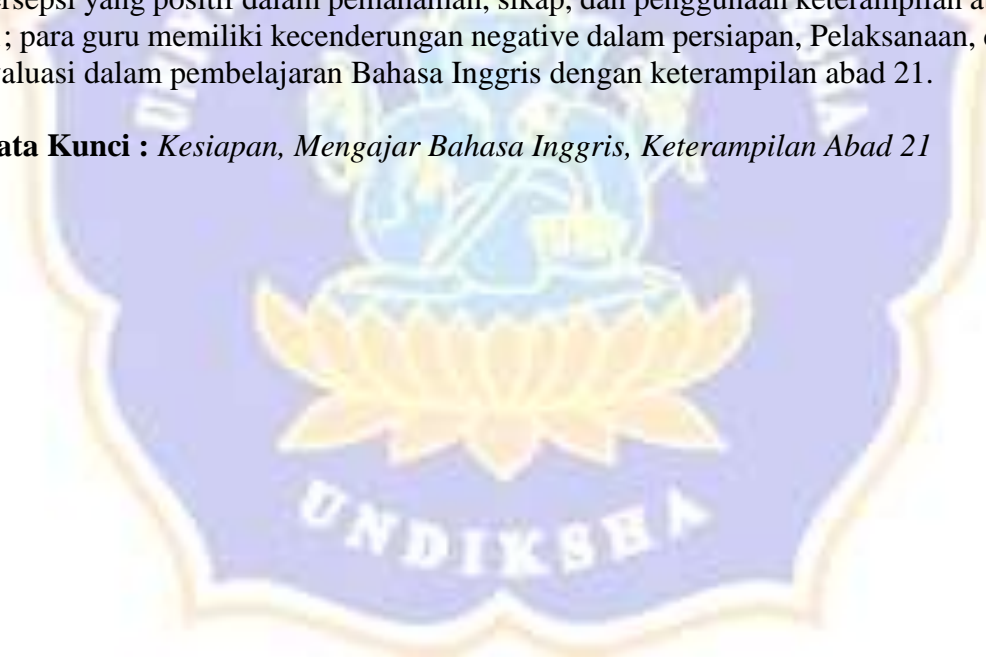 ersepsi yang positif dalam pemahaman, sikap, dan penggunaan keterampilan
; para guru memiliki kecenderungan negative dalam persiapan, Pelaksanaan,
valuasi dalam pembelajaran Bahasa Inggris dengan keterampilan abad 21.
ata Kunci : Kesiapan, Mengajar Bahasa Inggris, Keterampilan Abad 21
UNDIKSHA